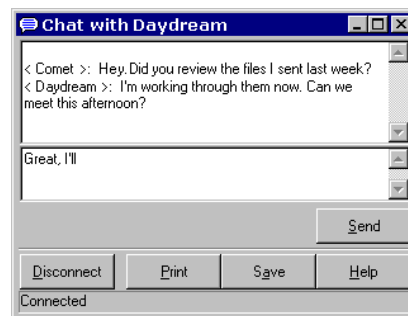 Chat with Daydream
< Comet >:  Hey. Did you review the files I sent last week?
< Daydream >:  I'm working through them now. Can we
meet this afternoon?
Great, I'll
Send
Disconnect Print Save Help
Connected